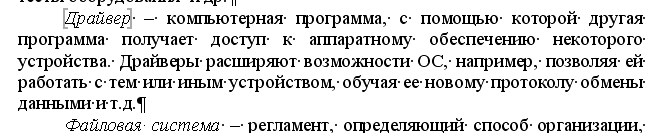 тесты оборудования и др.¶
Драйвер – компьютерная программа, с помощью которой другая
программа получает доступ к аппаратному обеспечению некоторого
устройства. Драйверы расширяют возможности ОС, например, позволяя ей
работать с тем или иным устройством, обучая ее новому протоколу обмены
данными и т.д.¶
Файловая система – регламент, определяющий способ организации,